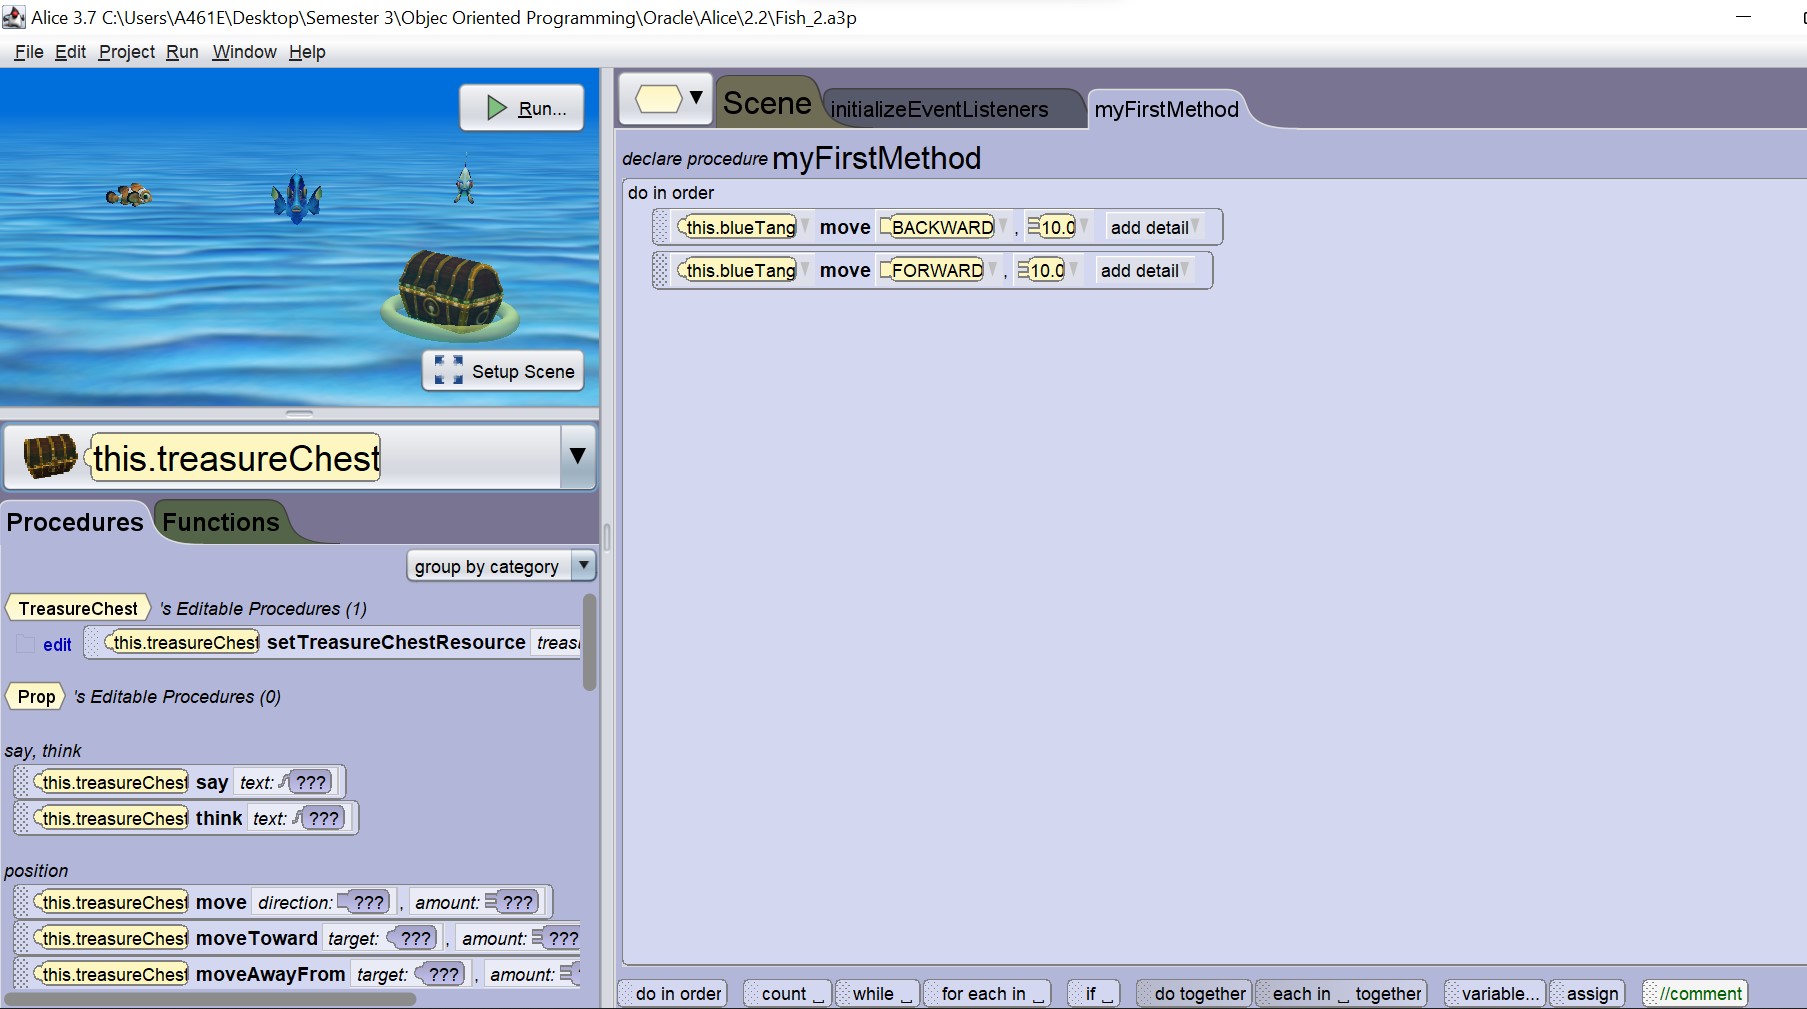 Alice 3.7 C:\Users\A461E\Desktop\Semester 3\Objec Oriented Programming\Oracle\Alice\2.2\Fish_2.a3p
File Edit Project Run Window Help
Run...
Setup Scene
this.treasureChest
Procedures Functions
group by category
TreasureChest 's Editable Procedures (1)
edit this.treasureChest setTreasureChestResource
Prop 's Editable Procedures (0)
say, think
this.treasureChest say text: ???
this.treasureChest think text: ???
position
this.treasureChest move direction: ??? , amount: ???
this.treasureChest moveToward target: ??? , amount: ???
this.treasureChest moveAwayFrom target: ??? , amount:
Scene initializeEventListeners myFirstMethod
declare procedure myFirstMethod
do in order
this.blueTang move BACKWARD , 10.0 add detail
this.blueTang move FORWARD , 10.0 add detail
do in order count while for each in if do together each in together variable... assign //comment